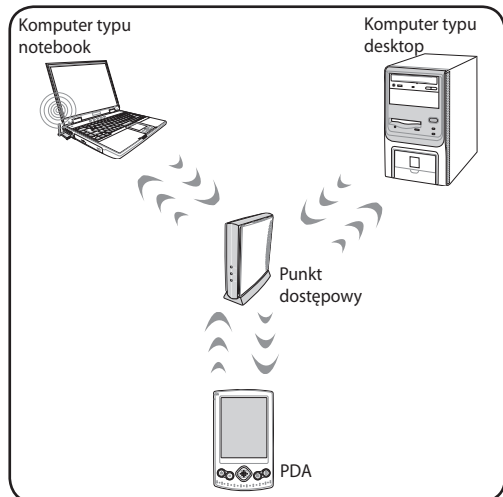 Komputer typu
notebook
Komputer typu
desktop
Punkt
dostępowy
PDA